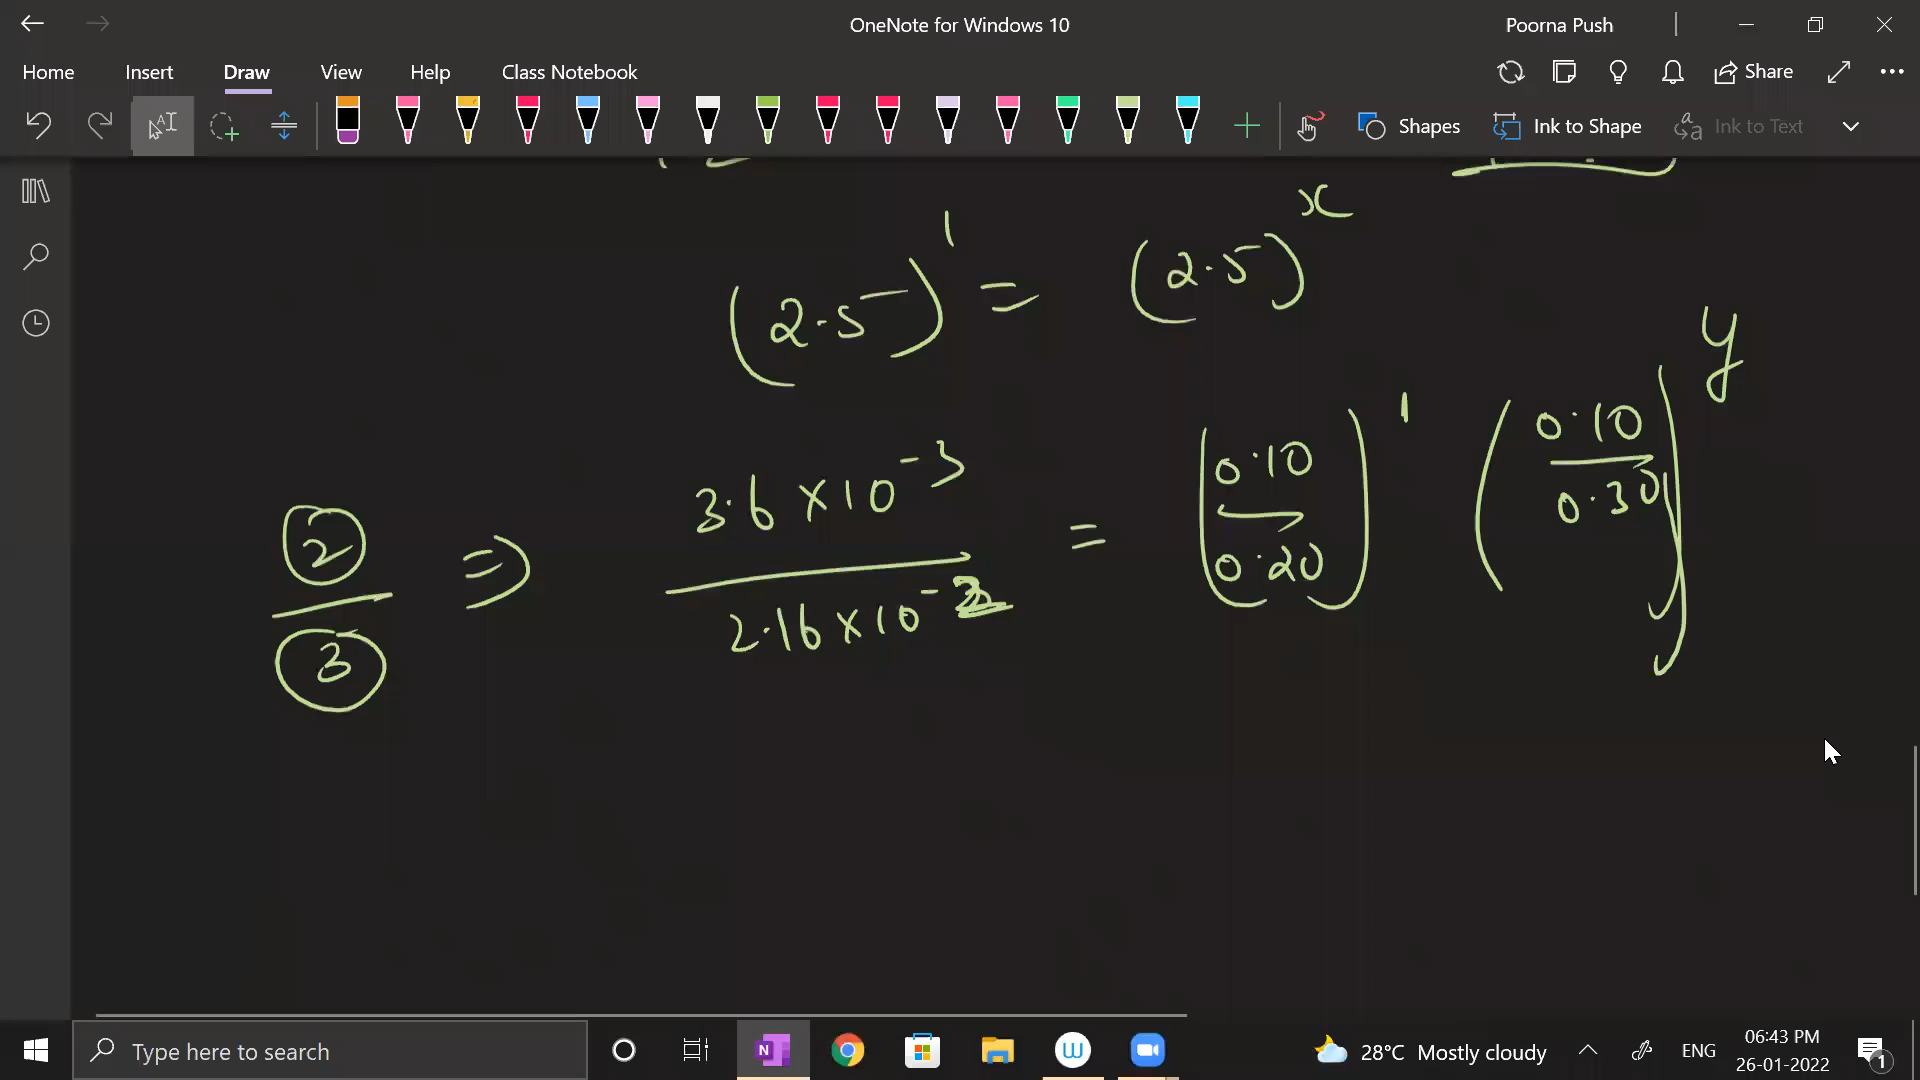 OneNote for Windows 10
Poorna Push
Home Insert Draw View Help Class Notebook
Share
Shapes Ink to Shape Ink to Text
(2.5)^1 = (2.5)^x
2/3 ⇒ 3.6 × 10^-3 / 2.16 × 10^-2 = (0.10/0.20)^1 (0.10/0.30)^y
Type here to search
28°C Mostly cloudy
ENG
06:43 PM
26-01-2022
1